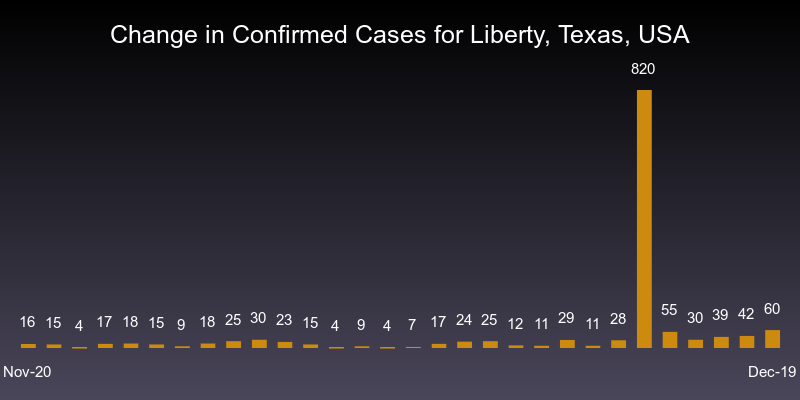 Change in Confirmed Cases for Liberty, Texas, USA
820
16 15 4 17 18 15 9 18 25 30 23 15 4 9 4 7 17 24 25 12 11 29 11 28 55 30 39 42 60
Nov-20 Dec-19